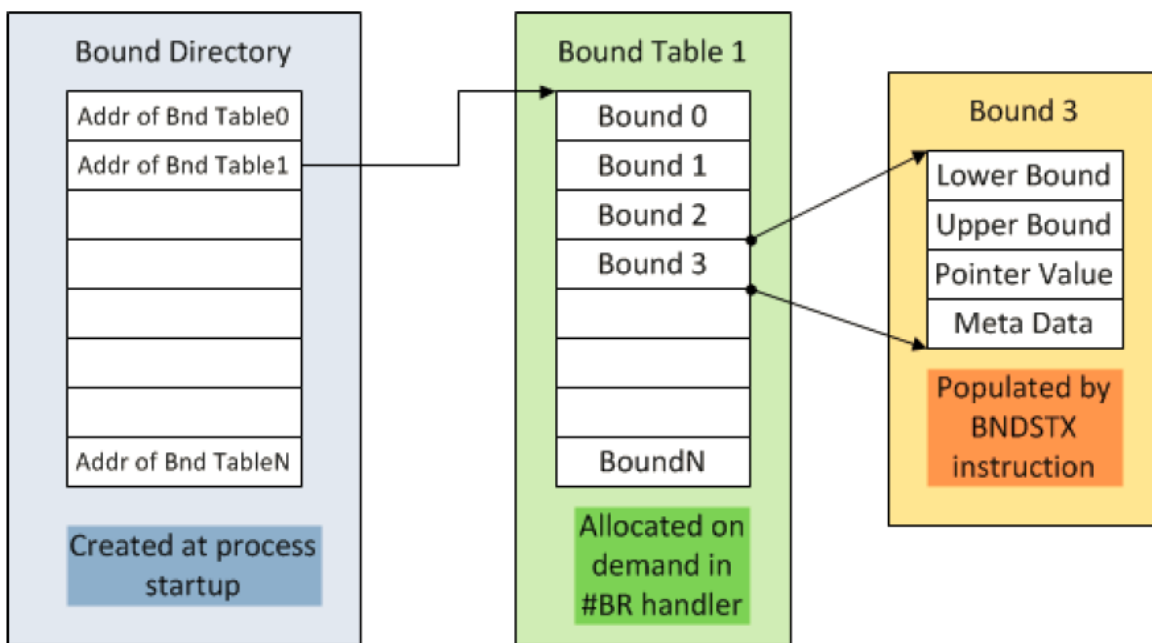 Bound Directory
Addr of Bnd Table0
Addr of Bnd Table1
Addr of Bnd TableN
Created at process
startup
Bound Table 1
Bound 0
Bound 1
Bound 2
Bound 3
BoundN
Allocated on
demand in
#BR handler
Bound 3
Lower Bound
Upper Bound
Pointer Value
Meta Data
Populated by
BNDSTX
instruction